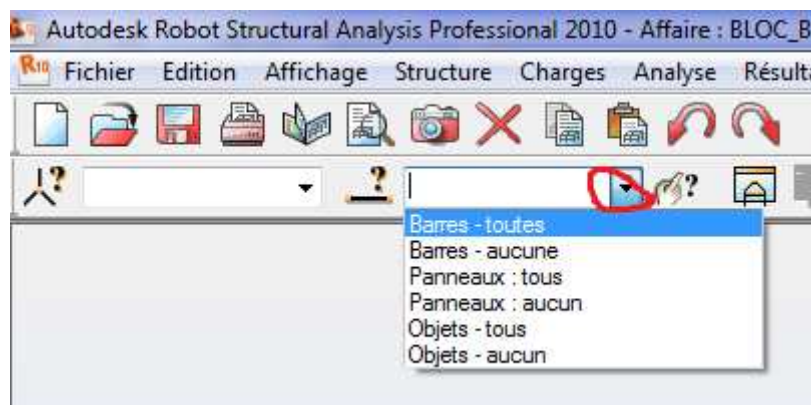 Autodesk Robot Structural Analysis Professional 2010 - Affaire : BLOC_B
R10 Fichier Edition Affichage Structure Charges Analyse Résulta
? ? ?
Barres - toutes
Barres - aucune
Panneaux : tous
Panneaux : aucun
Objets - tous
Objets - aucun